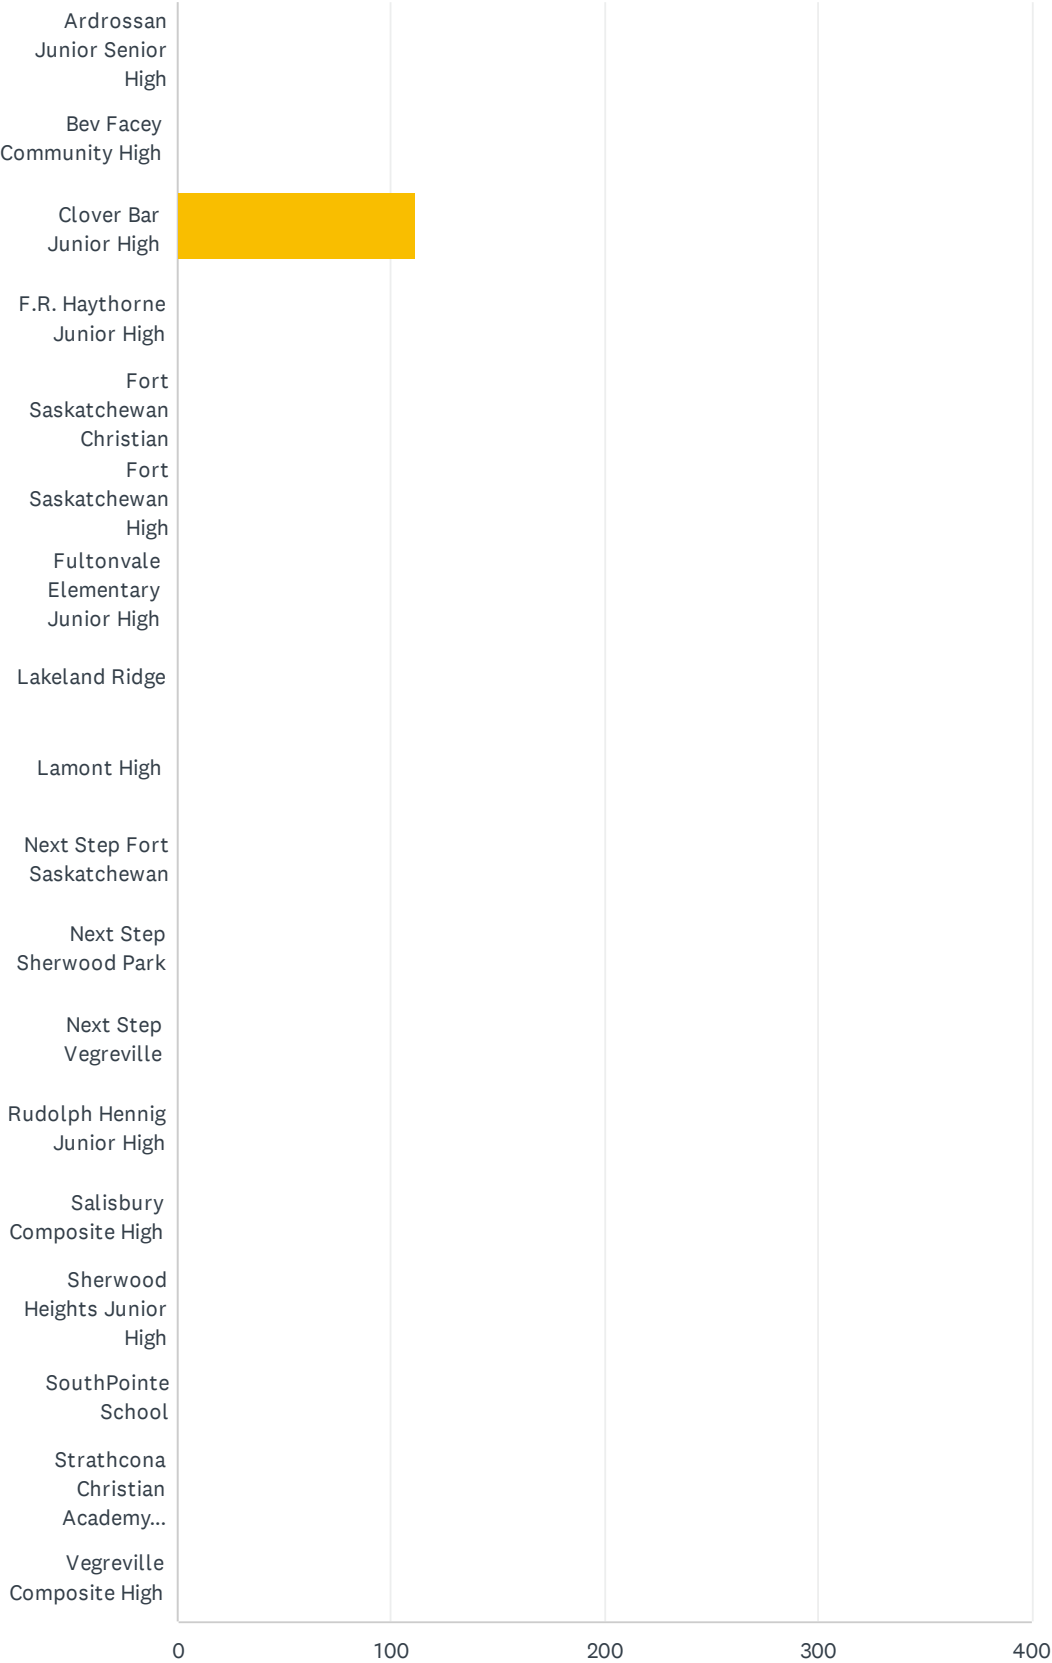 Ardrossan
Junior Senior
High
Bev Facey
Community High
Clover Bar
Junior High
F.R. Haythorne
Junior High
Fort
Saskatchewan
Christian
Fort
Saskatchewan
High
Fultonvale
Elementary
Junior High
Lakeland Ridge
Lamont High
Next Step Fort
Saskatchewan
Next Step
Sherwood Park
Next Step
Vegreville
Rudolph Hennig
Junior High
Salisbury
Composite High
Sherwood
Heights Junior
High
SouthPointe
School
Strathcona
Christian
Academy...
Vegreville
Composite High
0 100 200 300 400